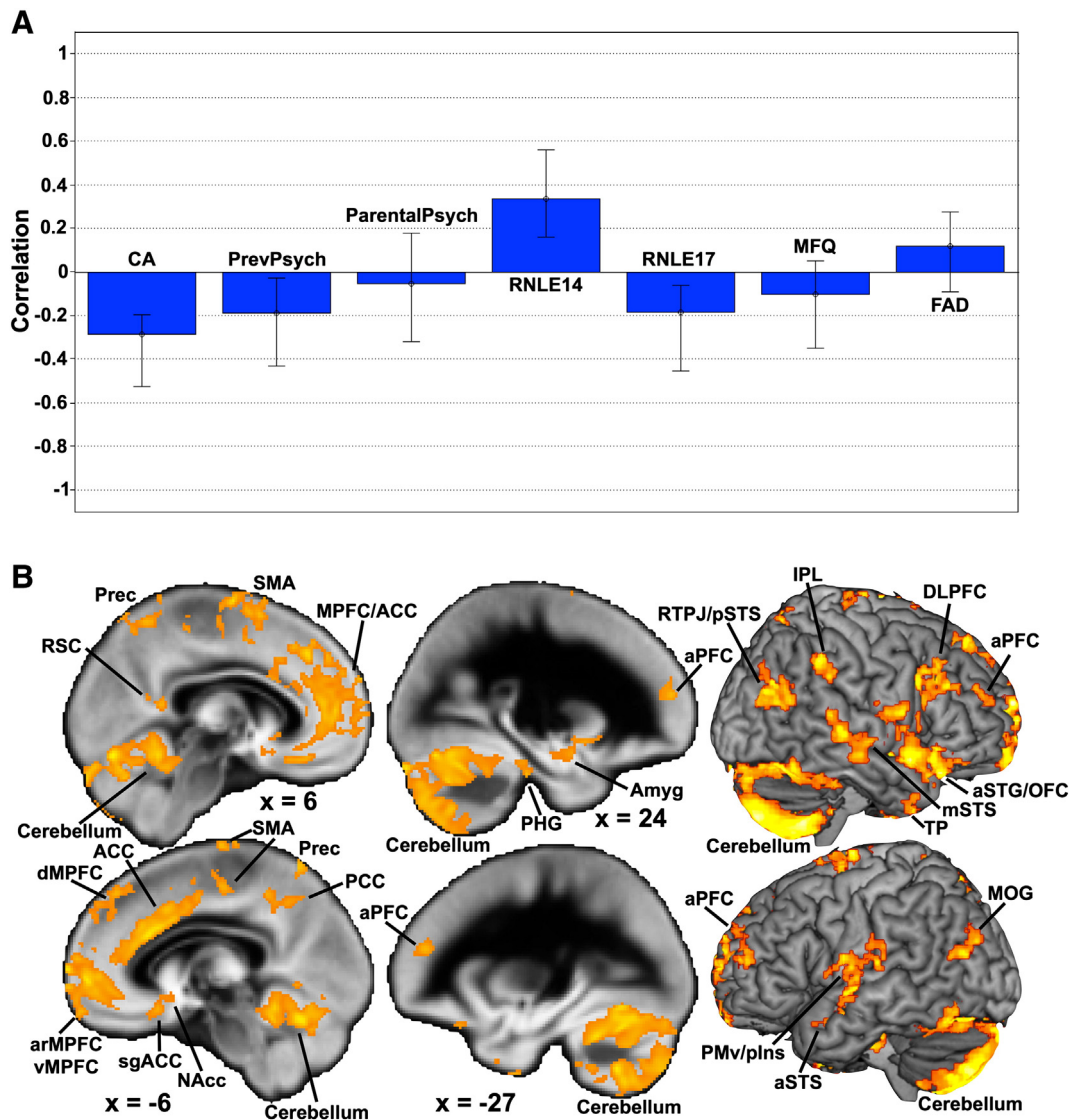 A
Correlation
1
0.8
0.6
0.4
0.2
0
-0.2
-0.4
-0.6
-0.8
-1
CA
PrevPsych
ParentalPsych
RNLE14
RNLE17
MFQ
FAD
B
Prec
SMA
MPFC/ACC
RSC
Cerebellum
x = 6
aPFC
Amyg
PHG
x = 24
Cerebellum
IPL
DLPFC
RTPJ/pSTS
aPFC
aSTG/OFC
mSTS
TP
Cerebellum
SMA
ACC
Prec
dMPFC
PCC
arMPFC
vMPFC
sgACC
NAcc
Cerebellum
x = -6
aPFC
x = -27
Cerebellum
aPFC
MOG
PMv/pIns
aSTS
Cerebellum